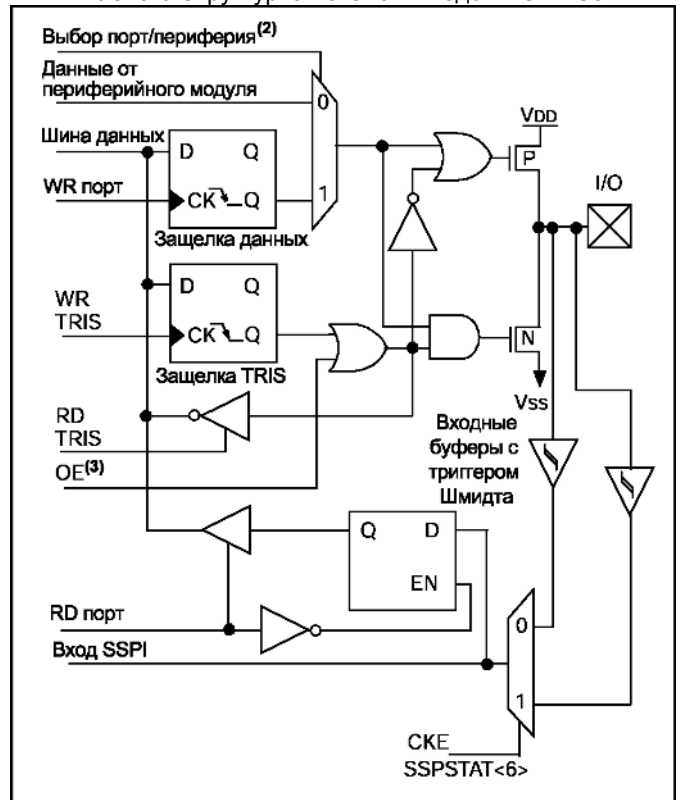 Выбор порт/периферия(2)
Данные от
периферийного модуля
0
VDD
P
Шина данных
D Q
I/O
WR порт
CK Q
1
Защелка данных
D Q
WR
TRIS
CK Q
N
Защелка TRIS
Vss
RD
TRIS
Входные
буферы с
триггером
Шмидта
OE(3)
Q D
EN
RD порт
0
Вход SSPI
1
CKE
SSPSTAT<6>